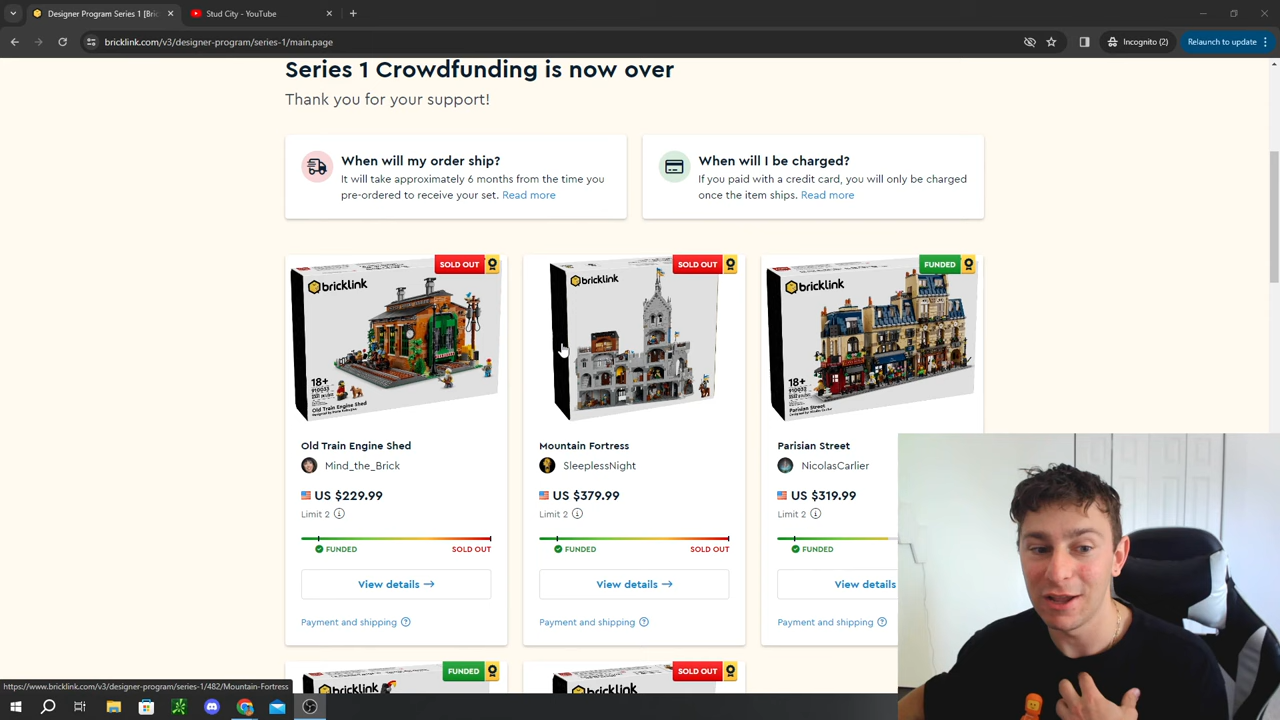 Designer Program Series 1 [Bric
Stud City - YouTube
bricklink.com/v3/designer-program/series-1/main.page
Incognito (2)
Relaunch to update
Series 1 Crowdfunding is now over
Thank you for your support!
When will my order ship?
It will take approximately 6 months from the time you
pre-ordered to receive your set. Read more
When will I be charged?
If you paid with a credit card, you will only be charged
once the item ships. Read more
SOLD OUT
bricklink
18+
Old Train Engine Shed
SOLD OUT
bricklink
FUNDED
bricklink
18+
Parisian Street
Old Train Engine Shed
Mind_the_Brick
US $229.99
Limit 2
FUNDED
SOLD OUT
View details →
Payment and shipping
Mountain Fortress
SleeplessNight
US $379.99
Limit 2
FUNDED
SOLD OUT
View details →
Payment and shipping
Parisian Street
NicolasCarlier
US $319.99
Limit 2
FUNDED
View details
Payment and shipping
FUNDED
bricklink
SOLD OUT
bricklink
https://www.bricklink.com/v3/designer-program/series-1/482/Mountain-Fortress